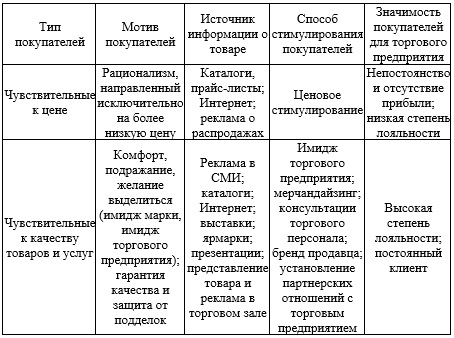 Тип
покупателей
Мотив
покупателей
Источник
информации о
товаре
Способ
стимулирования
покупателей
Значимость
покупателей
для торгового
предприятия
Чувствительные
к цене
Рационализм,
направленный
исключительно
на более
низкую цену
Каталоги,
прайс-листы;
Интернет;
реклама о
распродажах
Ценовое
стимулирование
Непостоянство
и отсутствие
прибыли;
низкая степень
лояльности
Чувствительные
к качеству
товаров и услуг
Комфорт,
подражание,
желание
выделиться
(имидж марки,
имидж
торгового
предприятия);
гарантия
качества и
защита от
подделок
Реклама в
СМИ;
каталоги;
Интернет;
выставки;
ярмарки;
презентации;
представление
товара и
реклама в
торговом зале
Имидж
торгового
предприятия;
мерчандайзинг;
консультации
торгового
персонала;
бренд продавца;
установление
партнерских
отношений с
торговым
предприятием
Высокая
степень
лояльности;
постоянный
клиент